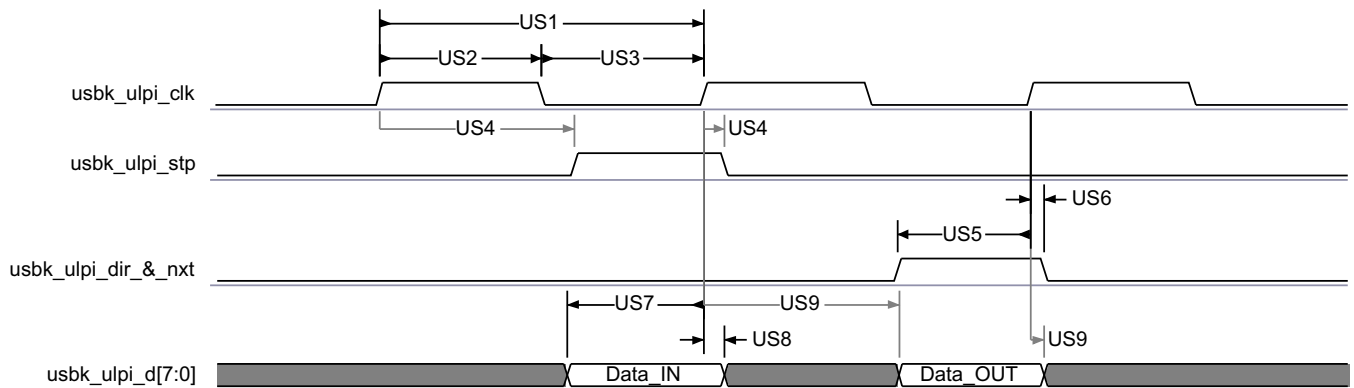 US1
US2 US3
usbk_ulpi_clk
US4 US4
usbk_ulpi_stp
US6
US5
usbk_ulpi_dir_&_nxt
US7 US9
US8 US9
usbk_ulpi_d[7:0] Data_IN Data_OUT